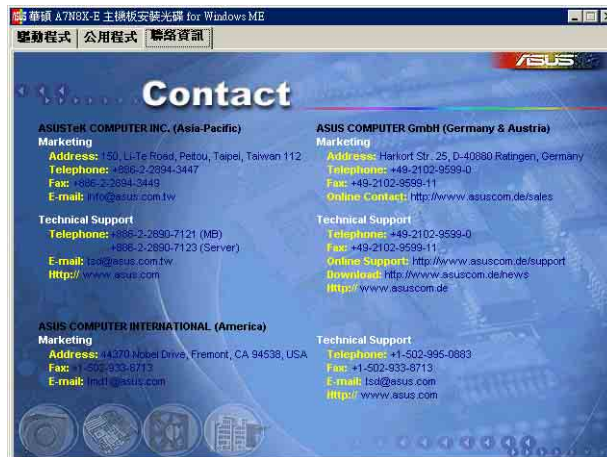 華碩 A7N8X-E 主機板安裝光碟 for Windows ME
驅動程式 公用程式 聯絡資訊
ASUS
Contact
ASUSTeK COMPUTER INC. (Asia-Pacific)
Marketing
Address: 150, Li-Te Road, Peitou, Taipei, Taiwan 112
Telephone: +886-2-2894-3447
Fax: +886-2-2894-3449
E-mail: info@asus.com.tw
Technical Support
Telephone: +886-2-2890-7121 (MB)
+886-2-2890-7123 (Server)
E-mail: tsd@asus.com.tw
Http:// www.asus.com
ASUS COMPUTER GmbH (Germany & Austria)
Marketing
Address: Harkort Str. 25, D-40880 Ratingen, Germany
Telephone: +49-2102-9599-0
Fax: +49-2102-9599-11
Online Contact: http://www.asuscom.de/sales
Technical Support
Telephone: +49-2102-9599-0
Fax: +49-2102-9599-11
Online Support: http://www.asuscom.de/support
Download: http://www.asuscom.de/news
Http:// www.asuscom.de
ASUS COMPUTER INTERNATIONAL (America)
Marketing
Address: 44370 Nobel Drive, Fremont, CA 94538, USA
Fax: +1-502-933-8713
E-mail: tmd1@asus.com
Technical Support
Telephone: +1-502-995-0883
Fax: +1-502-933-8713
E-mail: tsd@asus.com
Http:// www.asus.com